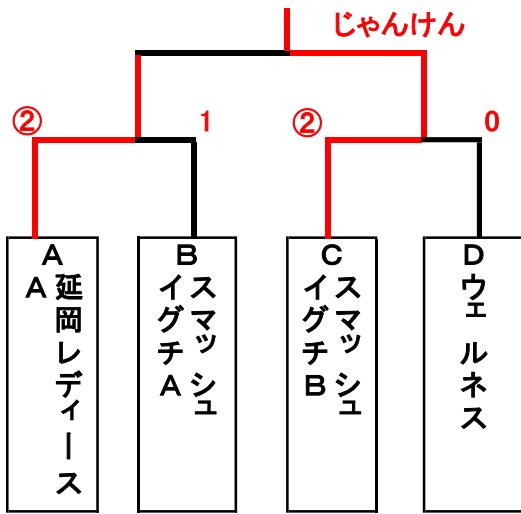 じゃんけん
② 1 ② 0
A
延岡レディース
A
B
スマッシュ
イグチA
C
スマッシュ
イグチB
D
ウェルネス